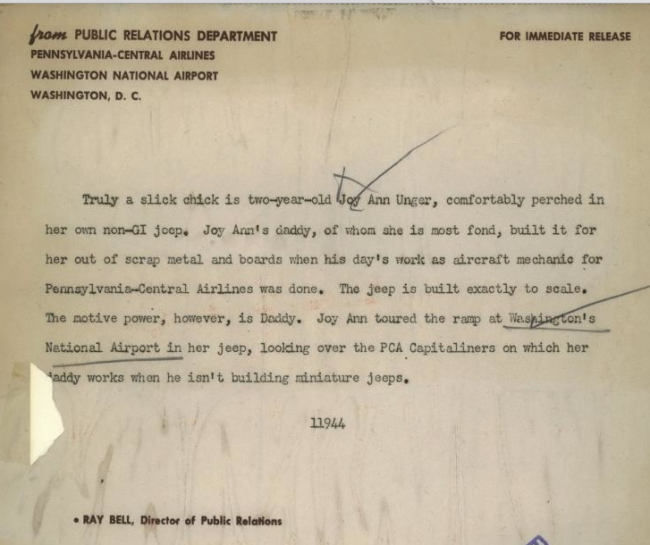 from PUBLIC RELATIONS DEPARTMENT
FOR IMMEDIATE RELEASE
PENNSYLVANIA-CENTRAL AIRLINES
WASHINGTON NATIONAL AIRPORT
WASHINGTON, D. C.
Truly a slick chick is two-year-old Joy Ann Unger, comfortably perched in
her own non-GI jeep. Joy Ann's daddy, of whom she is most fond, built it for
her out of scrap metal and boards when his day's work as aircraft mechanic for
Pennsylvania-Central Airlines was done. The jeep is built exactly to scale.
The motive power, however, is Daddy. Joy Ann toured the ramp at Washington's
National Airport in her jeep, looking over the PCA Capitaliners on which her
daddy works when he isn't building miniature jeeps.
11944
• RAY BELL, Director of Public Relations